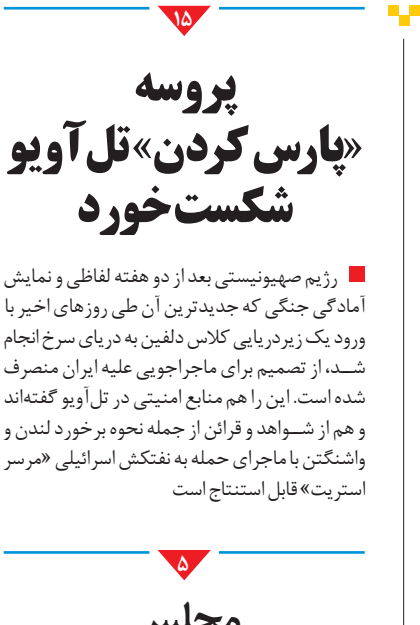 ۱۵
پروسه
«پارس کردن» تل‌آویو
شکست خورد
رژیم صهیونیستی بعد از دو هفته لفاظی و نمایش
آمادگی جنگی که جدیدترین آن طی روزهای اخیر با
ورود یک زیردریایی کلاس دلفین به دریای سرخ انجام
شــد، از تصمیم برای ماجراجویی علیه ایران منصرف
شده است. این را هم منابع امنیتی در تل‌آویو گفته‌اند
و هم از شــواهد و قرائن از جمله نحوه برخورد لندن و
واشنگتن با ماجرای حمله به نفتکش اسرائیلی «مرسر
استریت» قابل استنتاج است
۵
مجلس